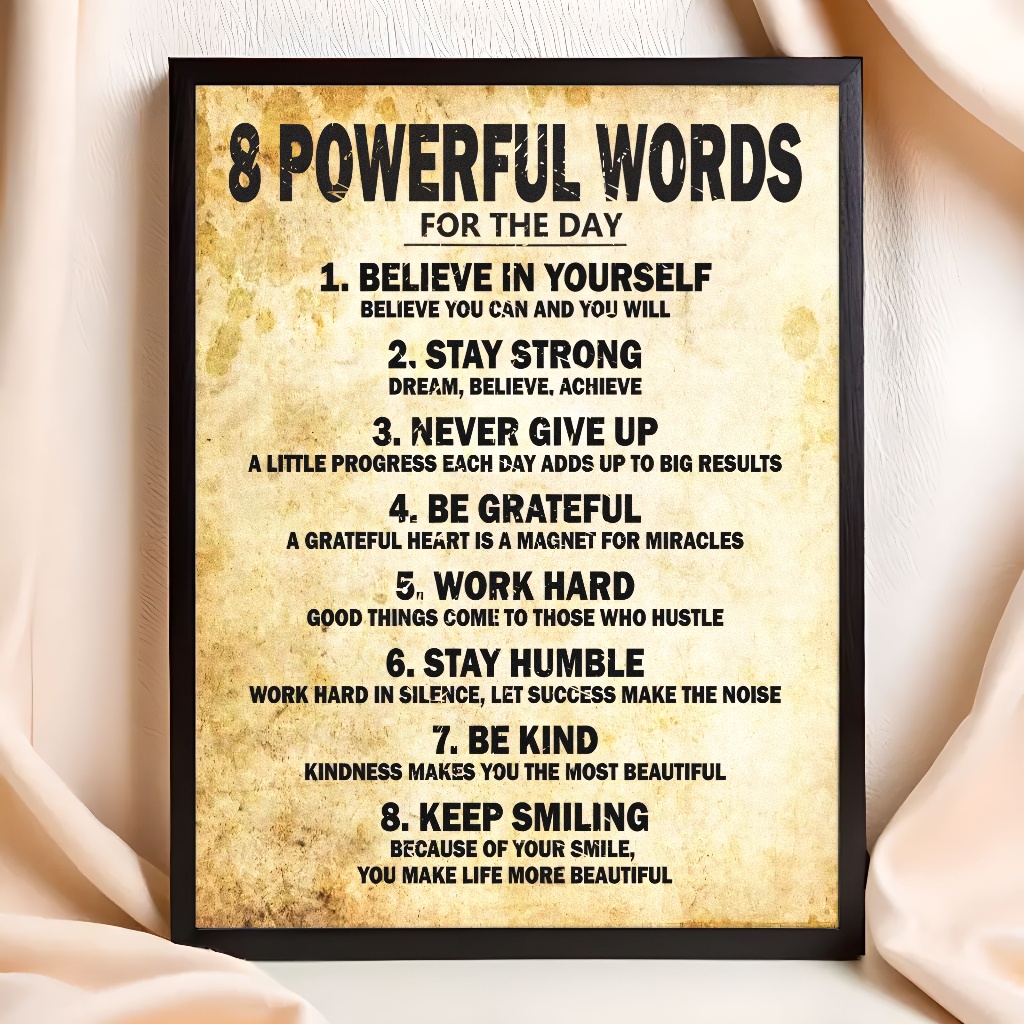 8 POWERFUL WORDS
FOR THE DAY
1. BELIEVE IN YOURSELF
BELIEVE YOU CAN AND YOU WILL
2. STAY STRONG
DREAM, BELIEVE, ACHIEVE
3. NEVER GIVE UP
A LITTLE PROGRESS EACH DAY ADDS UP TO BIG RESULTS
4. BE GRATEFUL
A GRATEFUL HEART IS A MAGNET FOR MIRACLES
5. WORK HARD
GOOD THINGS COME TO THOSE WHO HUSTLE
6. STAY HUMBLE
WORK HARD IN SILENCE, LET SUCCESS MAKE THE NOISE
7. BE KIND
KINDNESS MAKES YOU THE MOST BEAUTIFUL
8. KEEP SMILING
BECAUSE OF YOUR SMILE,
YOU MAKE LIFE MORE BEAUTIFUL